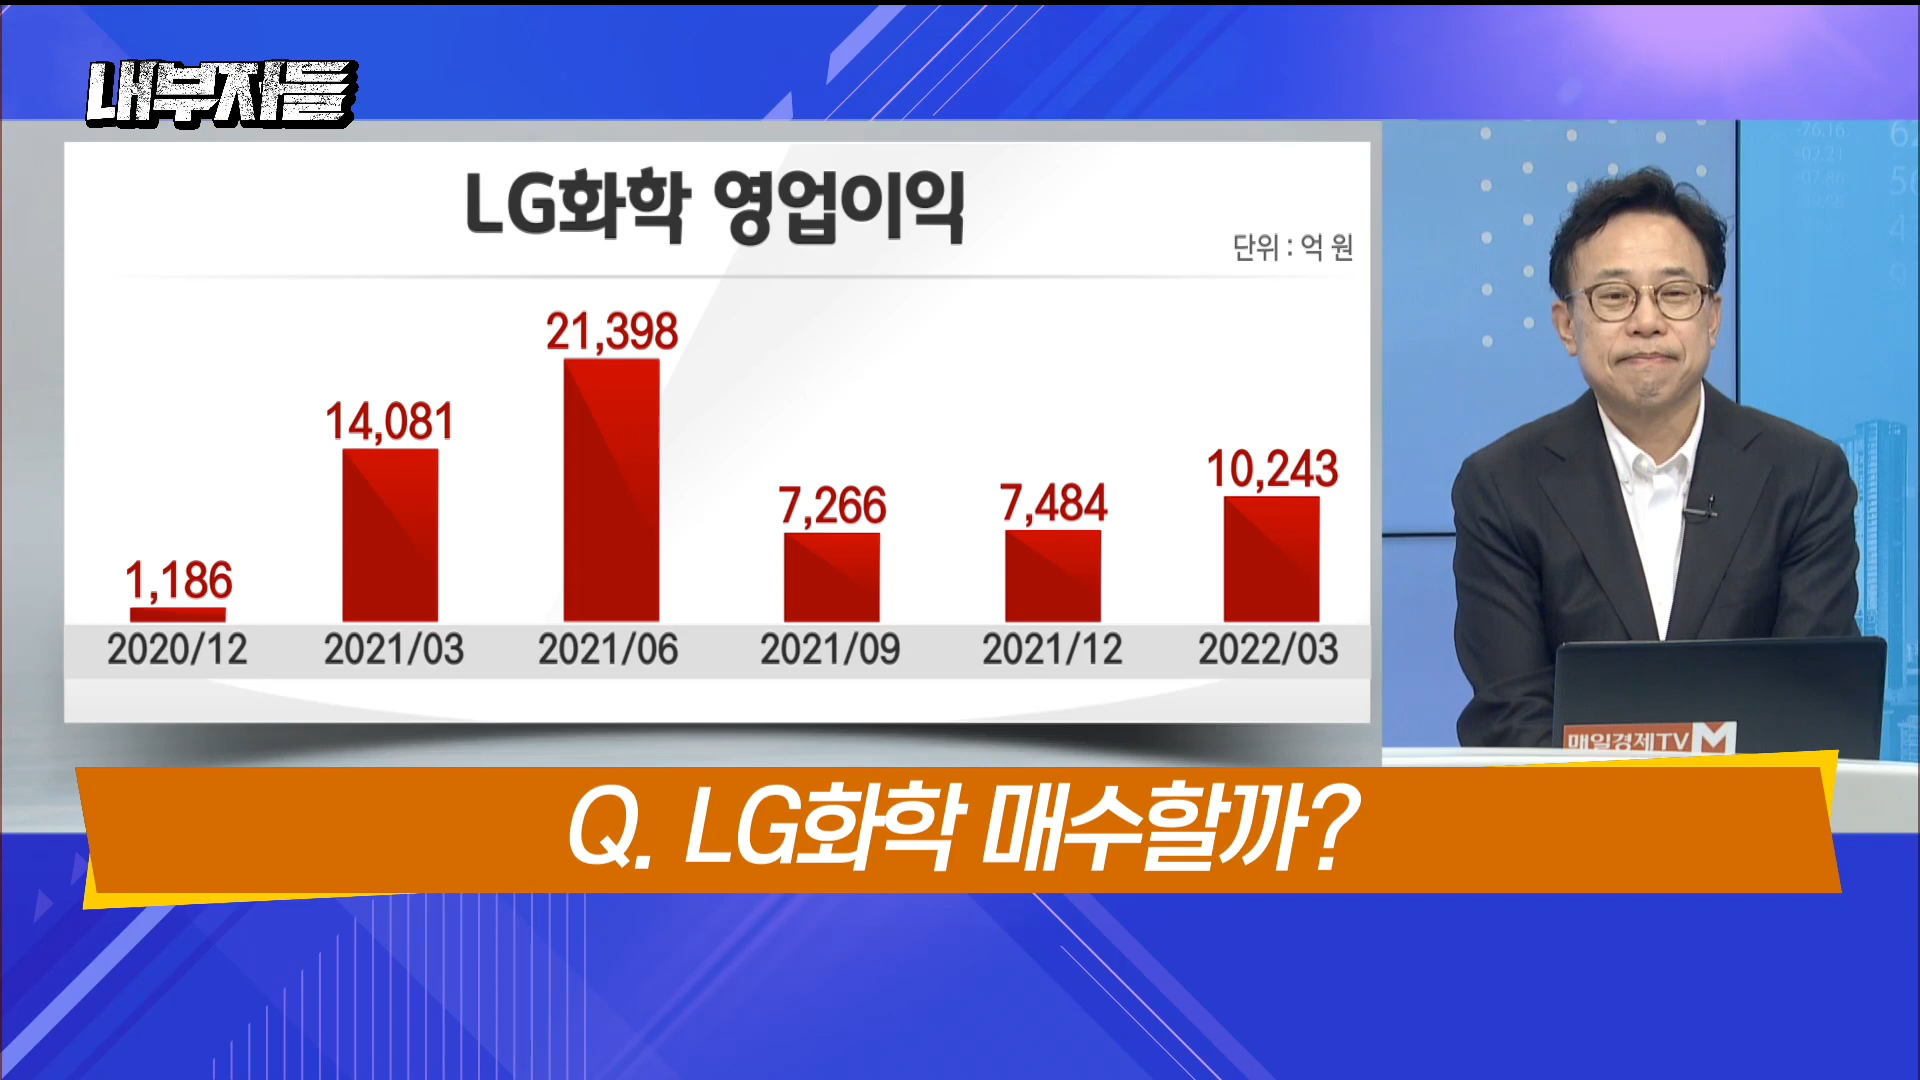 내부자들
LG화학 영업이익
단위 : 억 원
1,186
14,081
21,398
7,266
7,484
10,243
2020/12
2021/03
2021/06
2021/09
2021/12
2022/03
매일경제TV M
Q. LG화학 매수할까?